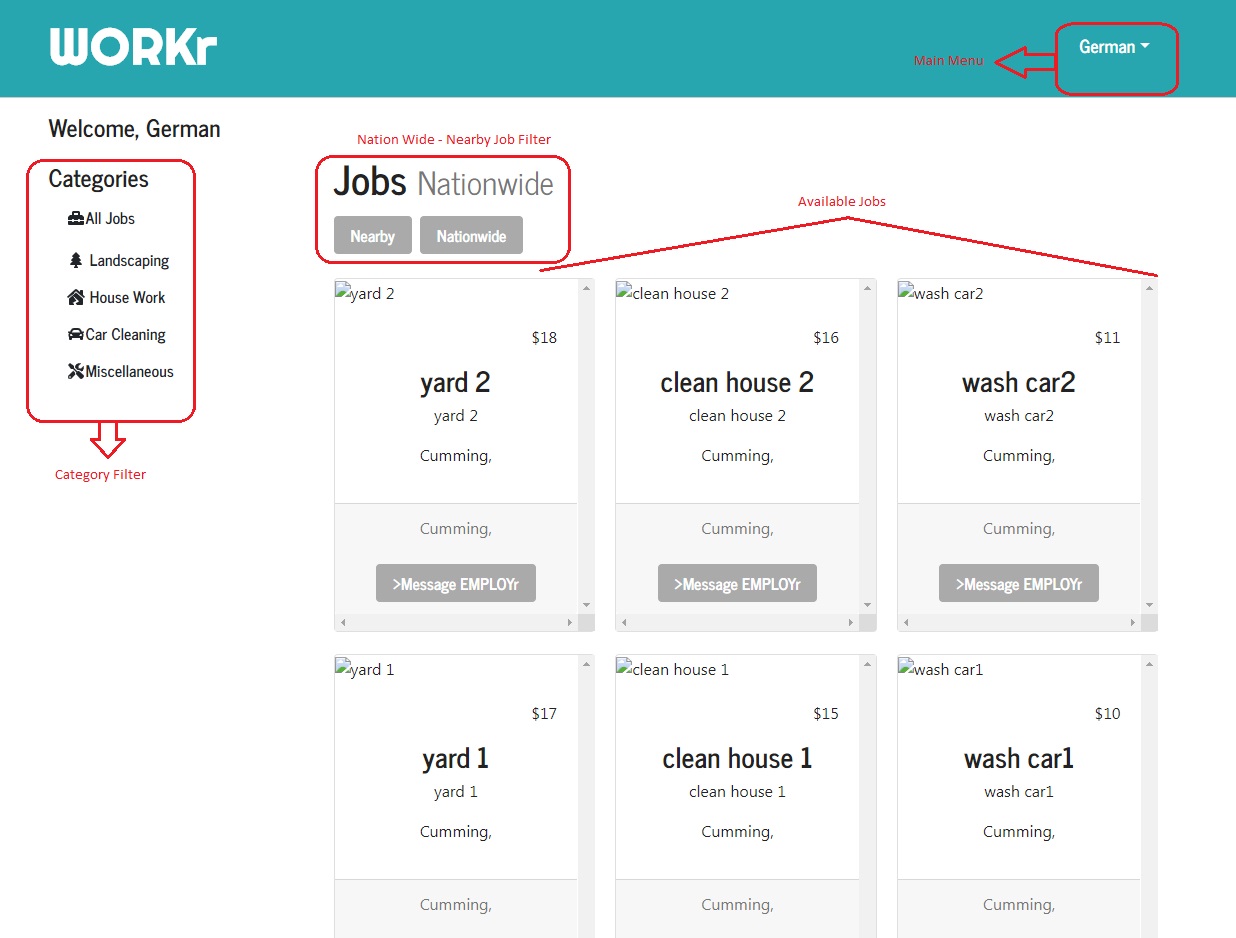 WORKr
Main Menu
German
Welcome, German
Categories
All Jobs
Landscaping
House Work
Car Cleaning
Miscellaneous
Category Filter
Nation Wide - Nearby Job Filter
Jobs Nationwide
Nearby Nationwide
Available Jobs
yard 2
$18
yard 2
yard 2
Cumming,
Cumming,
>Message EMPLOYr
clean house 2
$16
clean house 2
clean house 2
Cumming,
Cumming,
>Message EMPLOYr
wash car2
$11
wash car2
wash car2
Cumming,
Cumming,
>Message EMPLOYr
yard 1
$17
yard 1
yard 1
Cumming,
Cumming,
clean house 1
$15
clean house 1
clean house 1
Cumming,
Cumming,
wash car1
$10
wash car1
wash car1
Cumming,
Cumming,